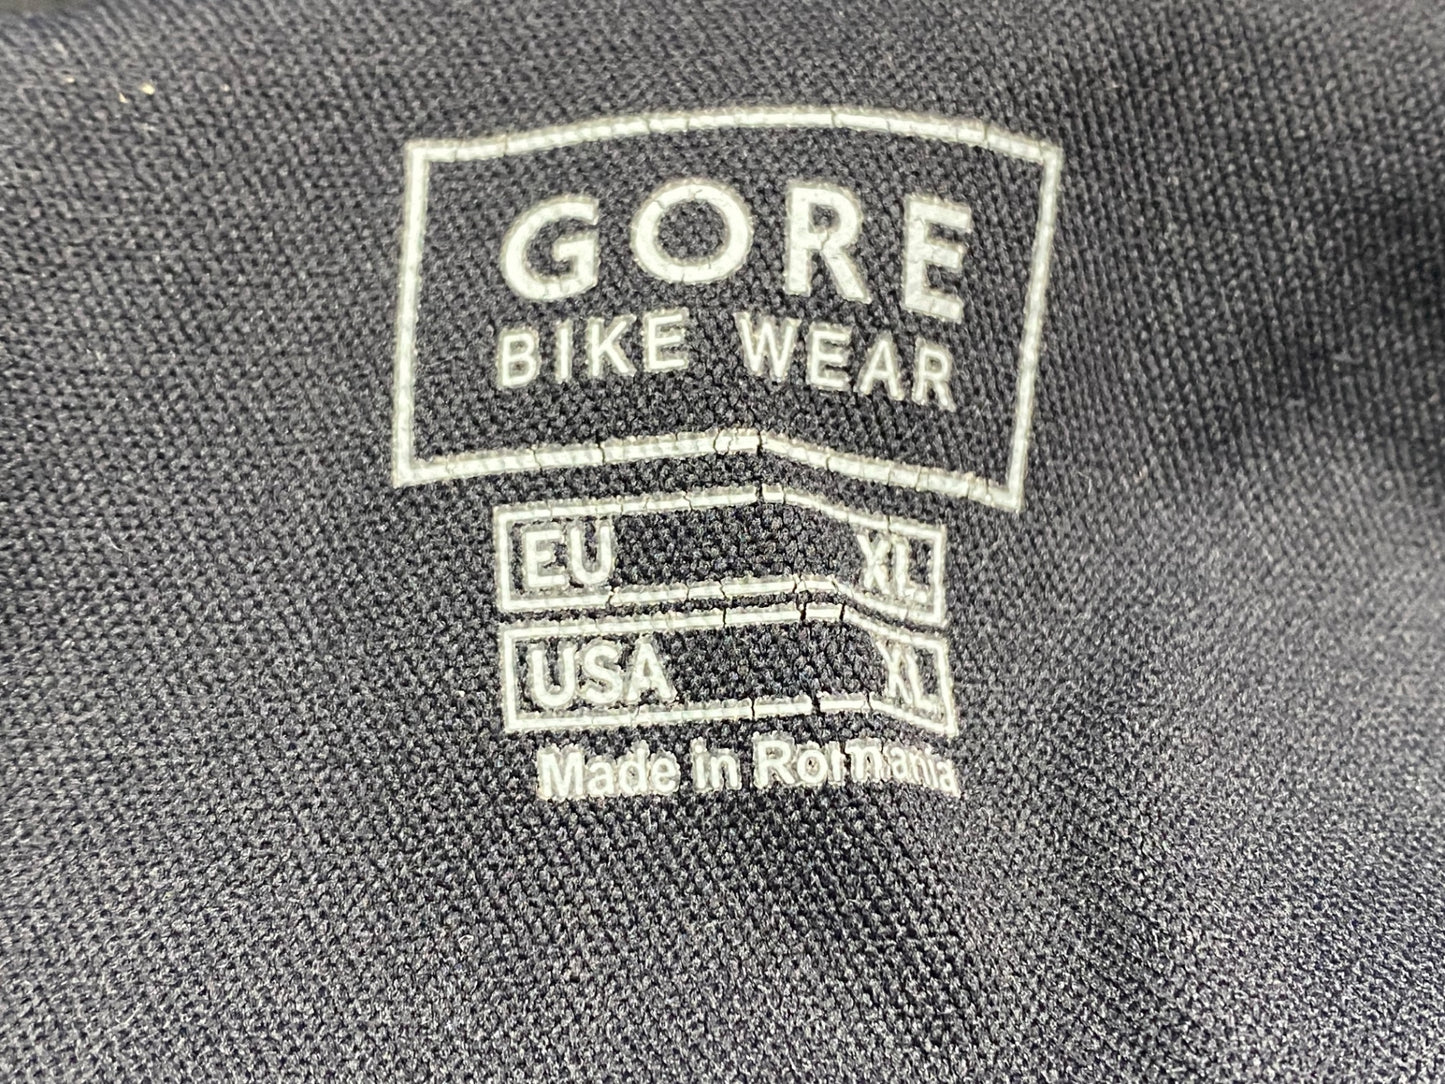 GORE
BIKE WEAR
EU XL
USA XL
Made in Romania